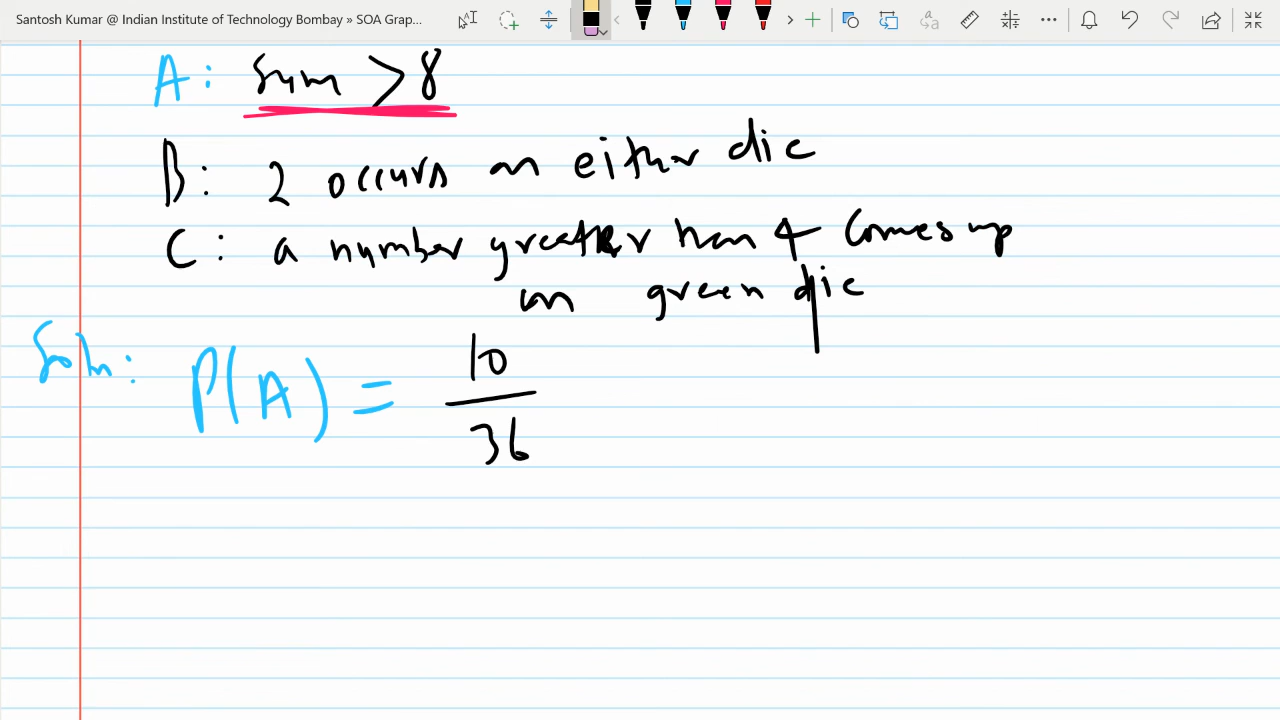 Santosh Kumar @ Indian Institute of Technology Bombay » SOA Grap...
A: Sum > 8
B: 2 occurs on either die
C: a number greater than 4 comes up
on green die
Soln: P(A) = 10/36